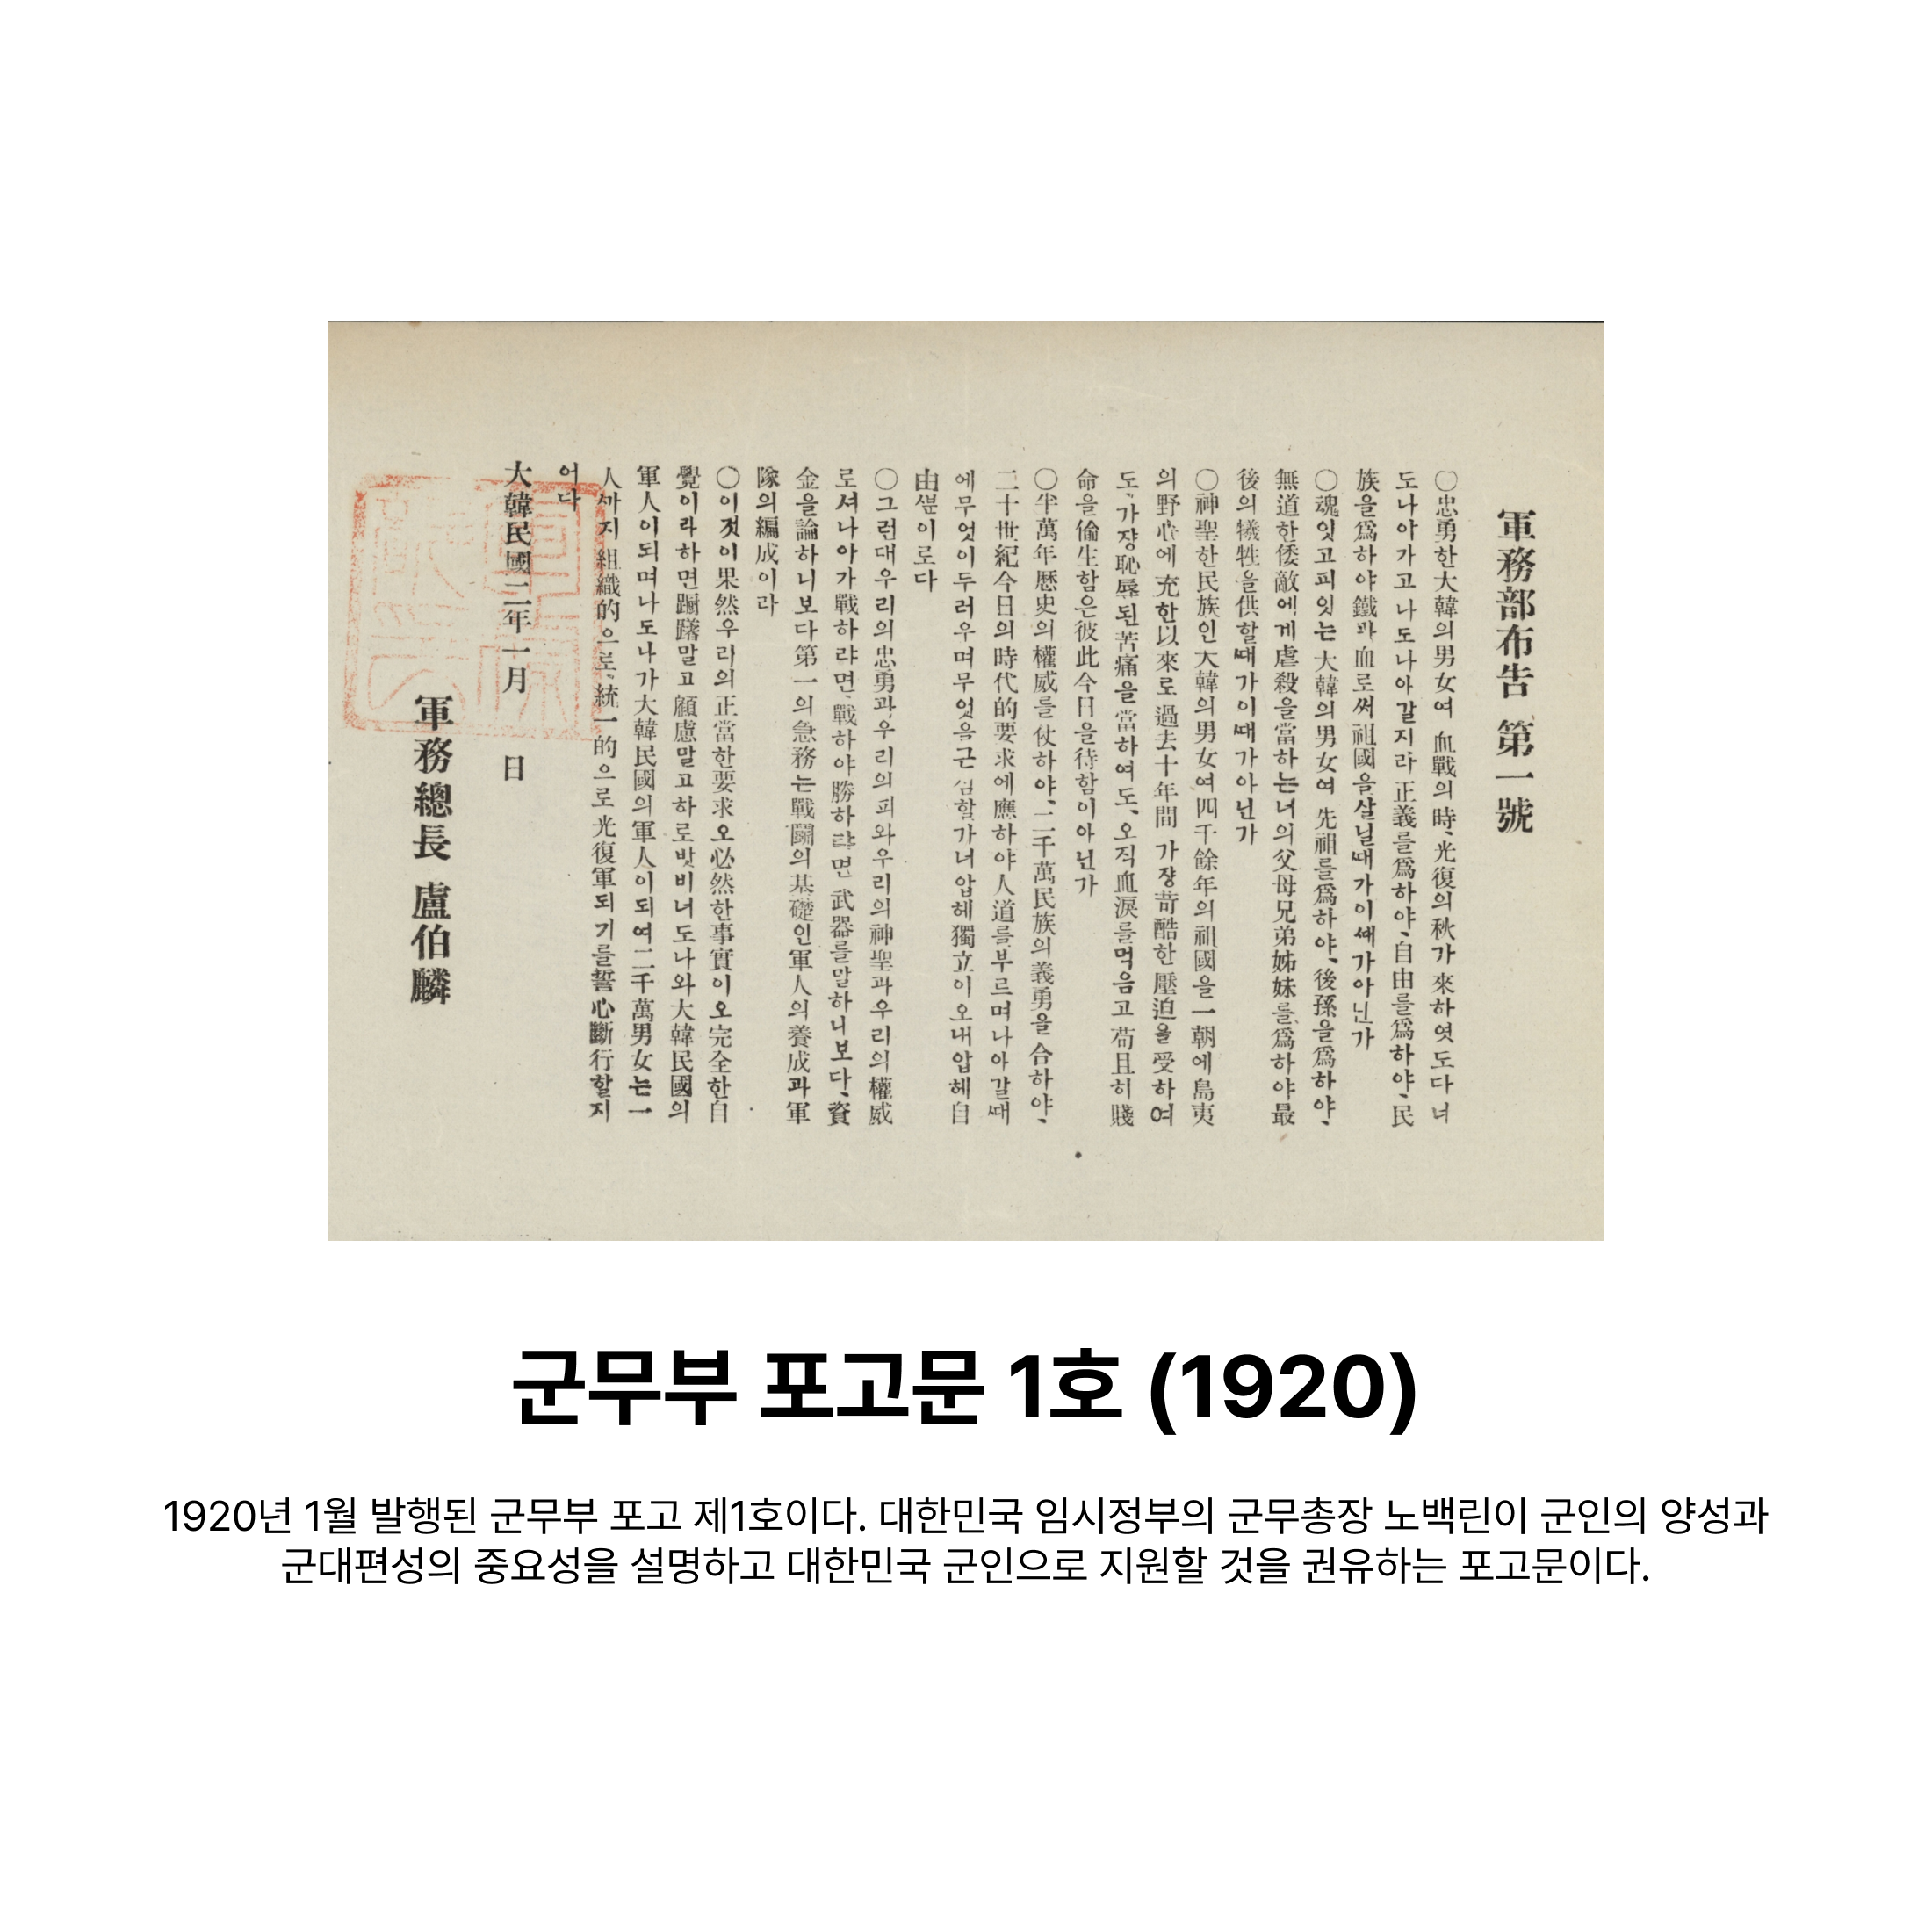 軍務部布告 第一號
○忠勇한大韓의男女여 血戰의時、光復의秋가來하엿도다너
도나아가고나도나아갈지라正義를爲하야、自由를爲하야、民
族을爲하야鐵과血로써祖國을살닐때가이때가아닌가
○魂잇고피잇는大韓의男女여 先祖를爲하야、後孫을爲하야、
無道한倭敵에게虐殺을當하는너의父母兄弟姊妹를爲하야最
後의犧牲을供할때가이때가아닌가
○神聖한民族인大韓의男女여四千餘年의祖國을一朝에島夷
의野心에充한以來로過去十年間 가쟝苛酷한壓迫을受하여
도、가쟝恥辱된苦痛을當하여도、오직血淚를먹음고苟且히賤
命을偸生함은彼此今日을待함이아닌가
○半萬年歷史의權威를仗하야、二千萬民族의義勇을合하야、
二十世紀今日의時代的要求에應하야人道를부르며나아갈때
에무엇이두러우며무엇을근심할가너압헤獨立이오내압헤自
由뿐이로다
○그런대우리의忠勇과우리의피와우리의神聖과우리의權威
로셔나아가戰하랴면、戰하야勝하랴면 武器를말하니보다、資
金을論하니보다第一의急務는戰鬪의基礎인軍人의養成과軍
隊의編成이라
○이것이果然우리의正當한要求오必然한事實이오完全한自
覺이라하면躕躇말고顧慮말고하로밧비너도나와大韓民國의
軍人이되며나도나가大韓民國의軍人이되여二千萬男女는一
人까지組織的으로、統一的으로光復軍되기를誓心斷行할지
어다
大韓民國二年一月 日
軍務總長 盧伯麟
군무부 포고문 1호 (1920)
1920년 1월 발행된 군무부 포고 제1호이다. 대한민국 임시정부의 군무총장 노백린이 군인의 양성과
군대편성의 중요성을 설명하고 대한민국 군인으로 지원할 것을 권유하는 포고문이다.